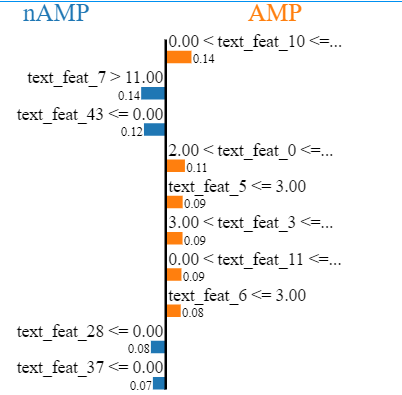 nAMP AMP
0.00 < text_feat_10 <=...
0.14
text_feat_7 > 11.00
0.14
text_feat_43 <= 0.00
0.12
2.00 < text_feat_0 <=...
0.11
text_feat_5 <= 3.00
0.09
3.00 < text_feat_3 <=...
0.09
0.00 < text_feat_11 <=...
0.09
text_feat_6 <= 3.00
0.08
text_feat_28 <= 0.00
0.08
text_feat_37 <= 0.00
0.07